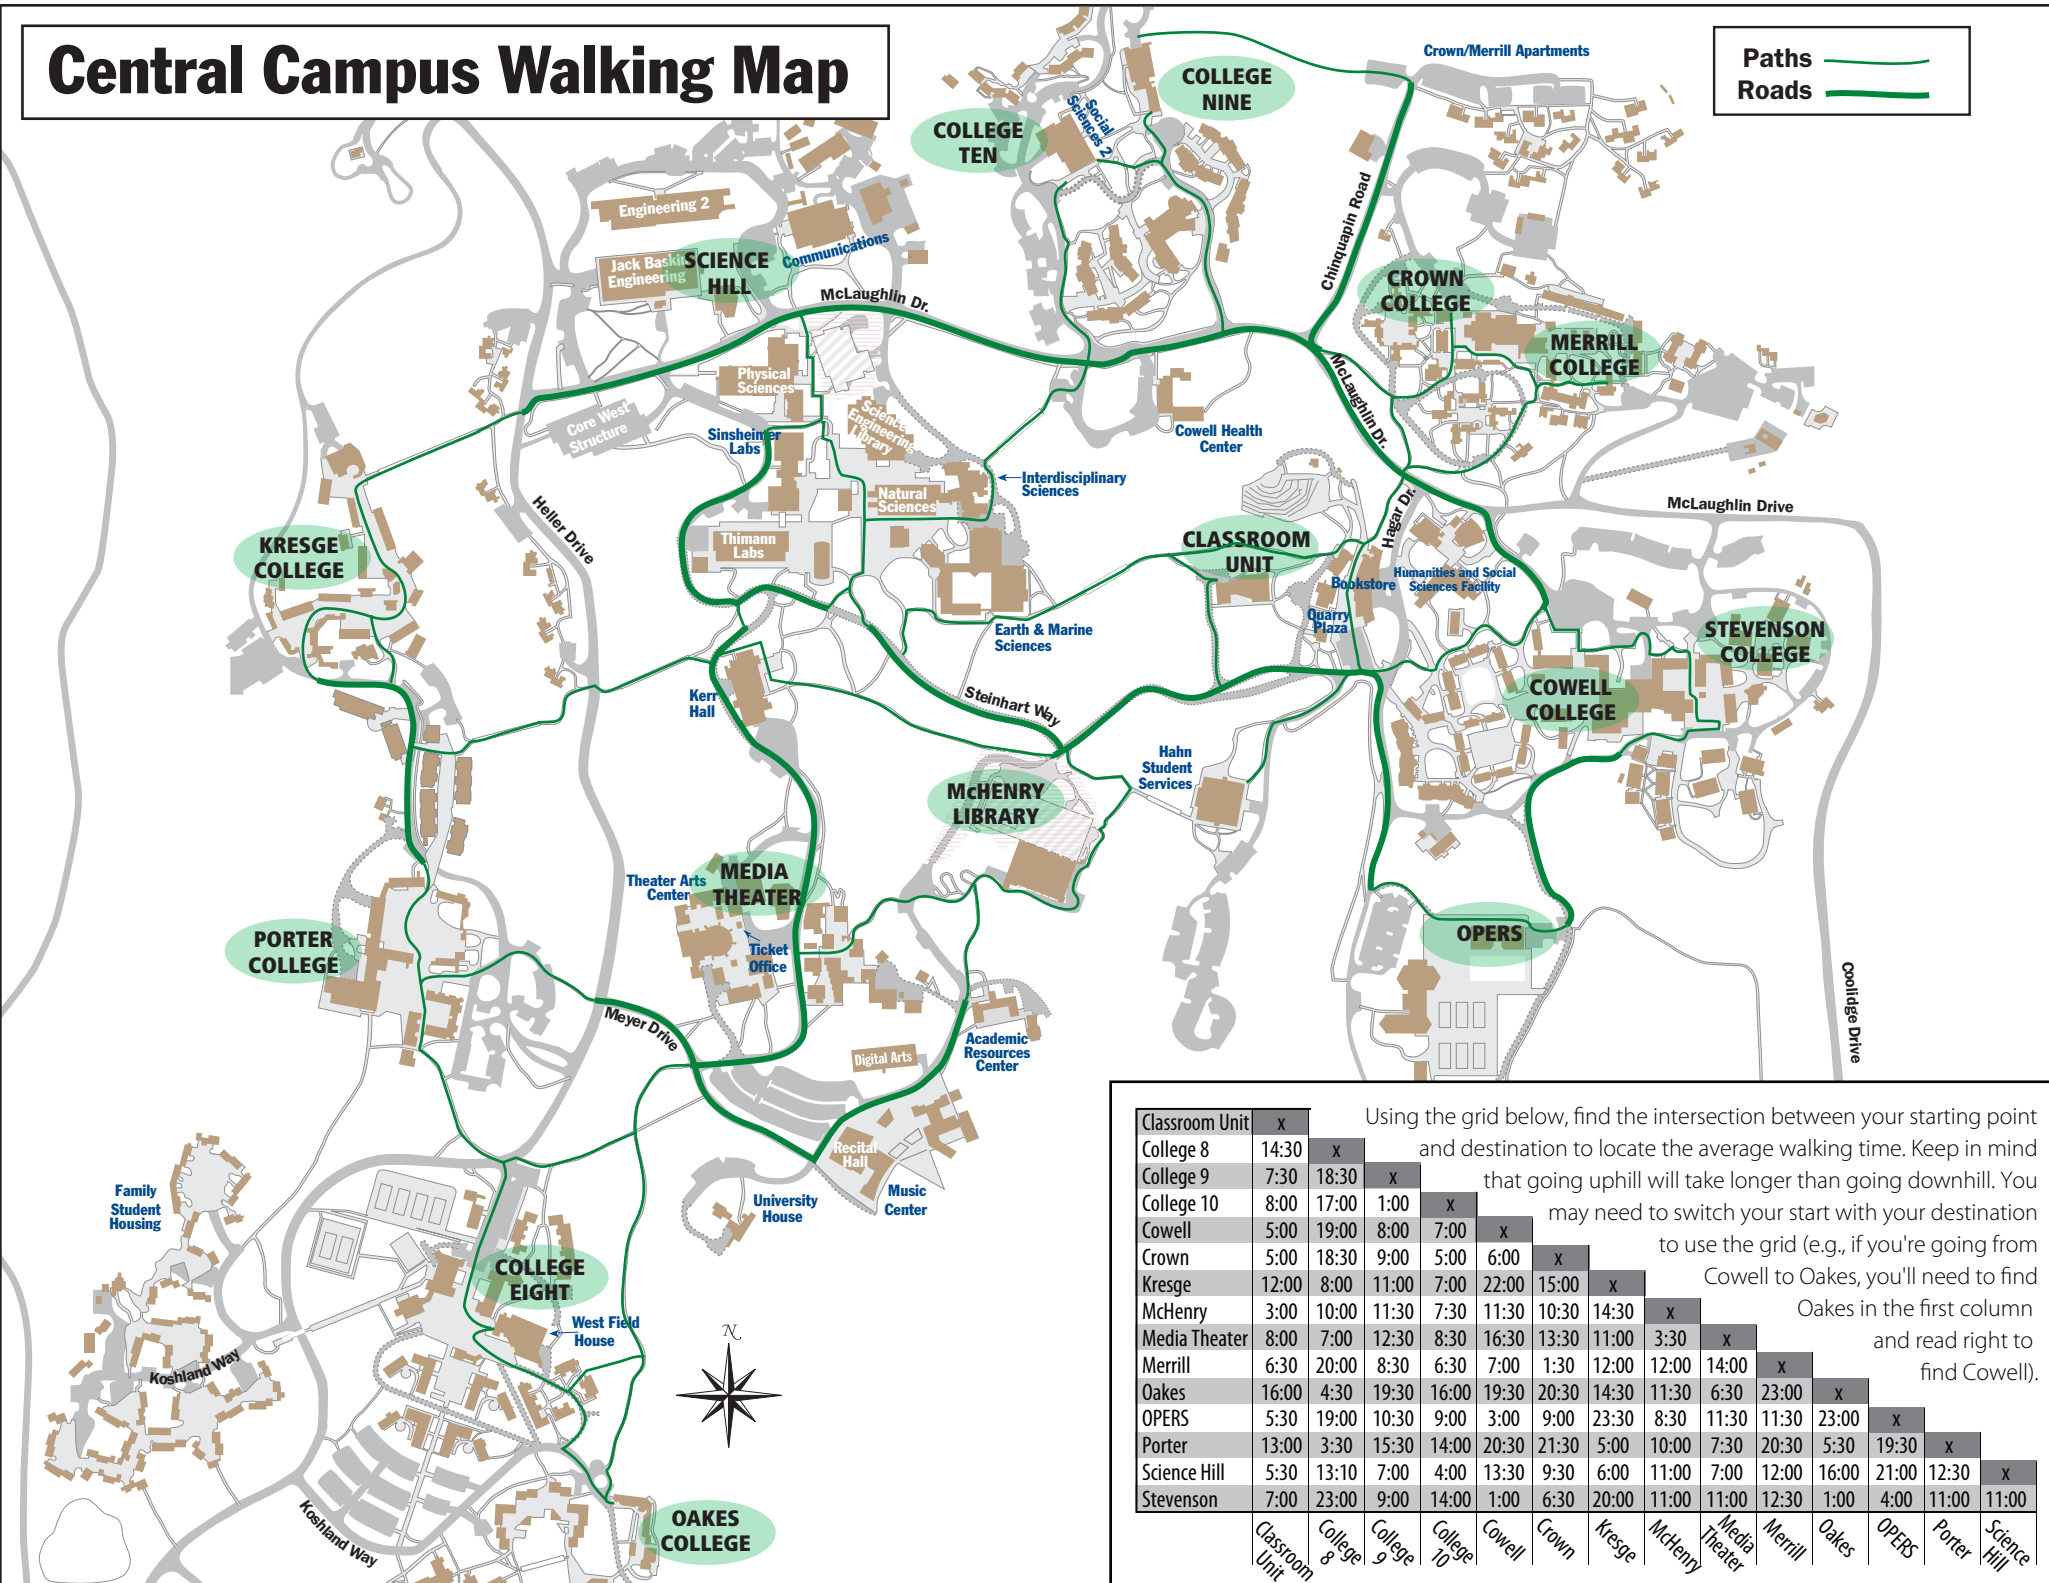 Central Campus Walking Map
Paths
Roads
Crown/Merrill Apartments
COLLEGE
NINE
COLLEGE
TEN
Social
Sciences 2
Chinquapin Road
Engineering 2
Communications
Jack Baskin
Engineering
SCIENCE
HILL
McLaughlin Dr.
CROWN
COLLEGE
MERRILL
COLLEGE
McLaughlin Dr.
Physical
Sciences
Core West
Structure
Science
Engineering
Library
Sinsheimer
Labs
Cowell Health
Center
Interdisciplinary
Sciences
Natural
Sciences
McLaughlin Drive
Hagar Dr.
Heller Drive
KRESGE
COLLEGE
Thimann
Labs
CLASSROOM
UNIT
Bookstore
Humanities and Social
Sciences Facility
Quarry
Plaza
Earth & Marine
Sciences
STEVENSON
COLLEGE
COWELL
COLLEGE
Kerr
Hall
Steinhart Way
Hahn
Student
Services
McHENRY
LIBRARY
Theater Arts
Center
MEDIA
THEATER
Ticket
Office
PORTER
COLLEGE
OPERS
Coolidge Drive
Meyer Drive
Digital Arts
Academic
Resources
Center
Recital
Hall
Music
Center
University
House
Family
Student
Housing
COLLEGE
EIGHT
West Field
House
N
Koshland Way
Koshland Way
OAKES
COLLEGE
Using the grid below, find the intersection between your starting point
and destination to locate the average walking time. Keep in mind
that going uphill will take longer than going downhill. You
may need to switch your start with your destination
to use the grid (e.g., if you're going from
Cowell to Oakes, you'll need to find
Oakes in the first column
and read right to
find Cowell).
Classroom Unit x
College 8 14:30 x
College 9 7:30 18:30 x
College 10 8:00 17:00 1:00 x
Cowell 5:00 19:00 8:00 7:00 x
Crown 5:00 18:30 9:00 5:00 6:00 x
Kresge 12:00 8:00 11:00 7:00 22:00 15:00 x
McHenry 3:00 10:00 11:30 7:30 11:30 10:30 14:30 x
Media Theater 8:00 7:00 12:30 8:30 16:30 13:30 11:00 3:30 x
Merrill 6:30 20:00 8:30 6:30 7:00 1:30 12:00 12:00 14:00 x
Oakes 16:00 4:30 19:30 16:00 19:30 20:30 14:30 11:30 6:30 23:00 x
OPERS 5:30 19:00 10:30 9:00 3:00 9:00 23:30 8:30 11:30 11:30 23:00 x
Porter 13:00 3:30 15:30 14:00 20:30 21:30 5:00 10:00 7:30 20:30 5:30 19:30 x
Science Hill 5:30 13:10 7:00 4:00 13:30 9:30 6:00 11:00 7:00 12:00 16:00 21:00 12:30 x
Stevenson 7:00 23:00 9:00 14:00 1:00 6:30 20:00 11:00 11:00 12:30 1:00 4:00 11:00 11:00
Classroom
Unit
College
8
College
9
College
10
Cowell
Crown
Kresge
McHenry
Media
Theater
Merrill
Oakes
OPERS
Porter
Science
Hill